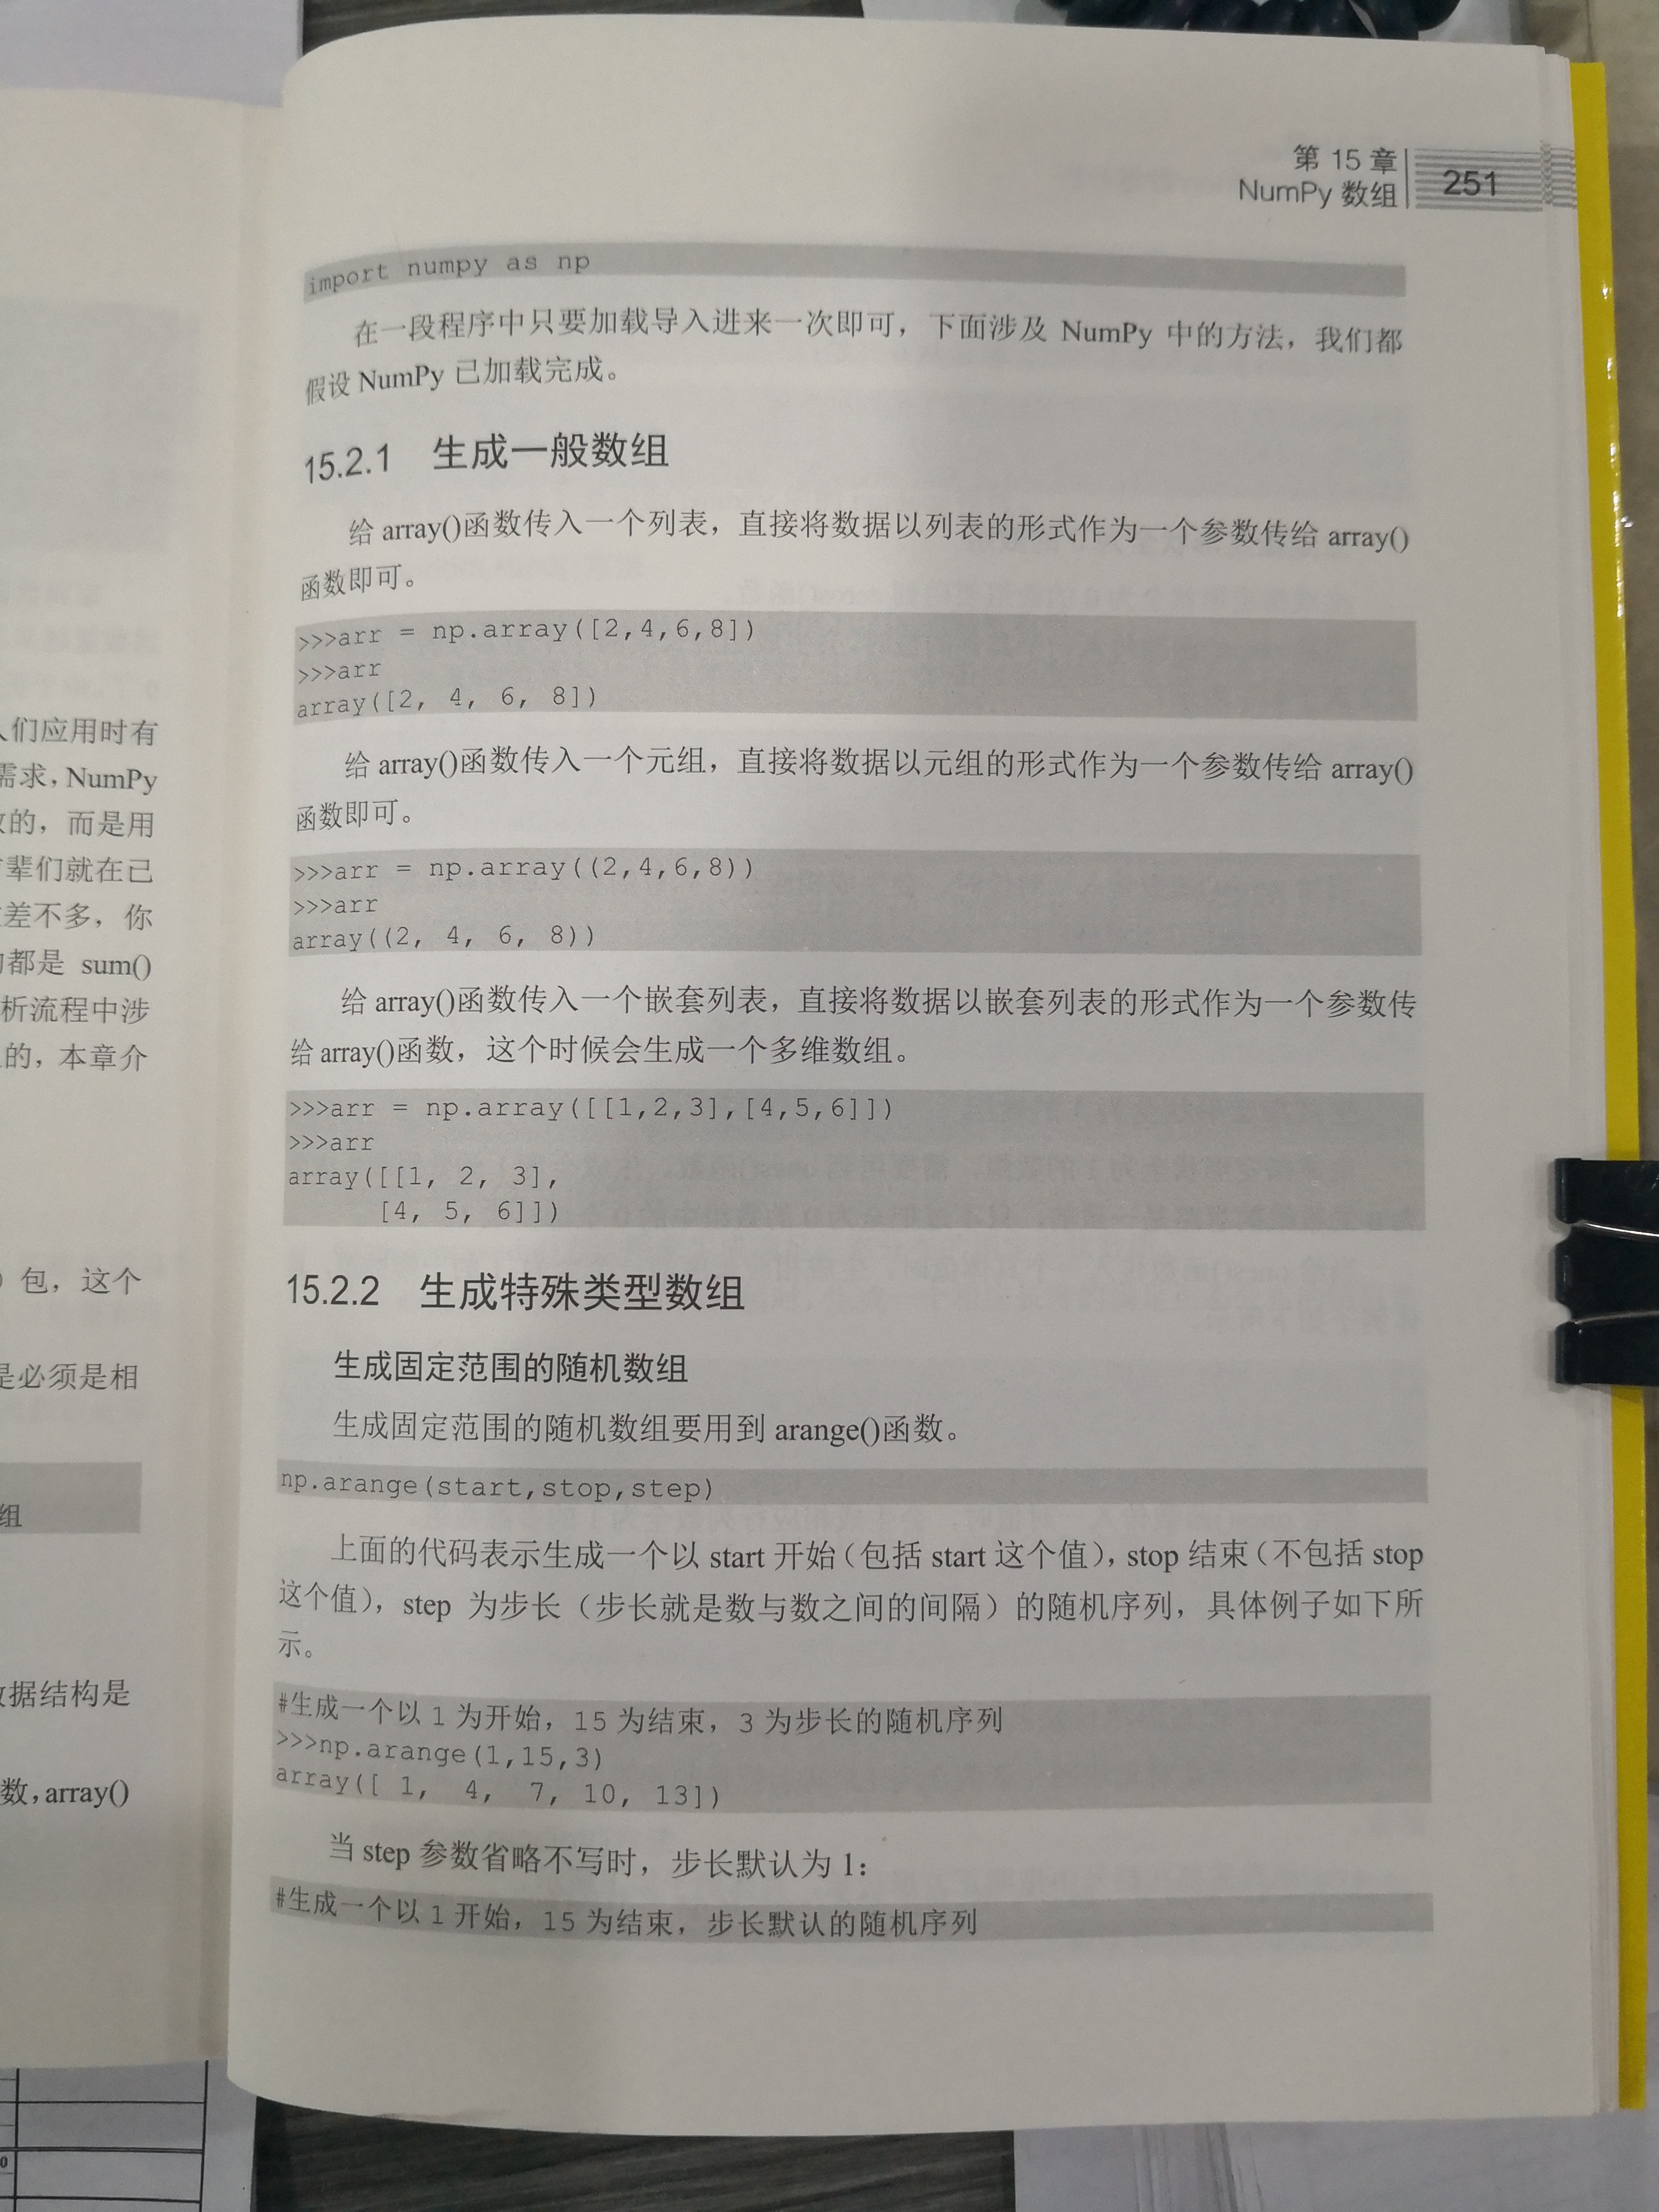 人们应用时有
需求，NumPy
的，而是用
辈们就在已
差不多，你
都是 sum()
析流程中涉
的，本章介
包，这个
是必须是相
组
据结构是
数，array()
第 15 章
NumPy 数组
251
import numpy as np
在一段程序中只要加载导入进来一次即可，下面涉及 NumPy 中的方法，我们都
假设 NumPy 已加载完成。
15.2.1 生成一般数组
给 array()函数传入一个列表，直接将数据以列表的形式作为一个参数传给 array()
函数即可。
>>>arr = np.array([2,4,6,8])
>>>arr
array([2, 4, 6, 8])
给 array()函数传入一个元组，直接将数据以元组的形式作为一个参数传给 array()
函数即可。
>>>arr = np.array((2,4,6,8))
>>>arr
array((2, 4, 6, 8))
给 array()函数传入一个嵌套列表，直接将数据以嵌套列表的形式作为一个参数传
给 array()函数，这个时候会生成一个多维数组。
>>>arr = np.array([[1,2,3],[4,5,6]])
>>>arr
array([[1, 2, 3],
[4, 5, 6]])
15.2.2 生成特殊类型数组
生成固定范围的随机数组
生成固定范围的随机数组要用到 arange()函数。
np.arange(start,stop,step)
上面的代码表示生成一个以 start 开始（包括 start 这个值），stop 结束（不包括 stop
这个值），step 为步长（步长就是数与数之间的间隔）的随机序列，具体例子如下所
示。
#生成一个以 1 为开始，15 为结束，3 为步长的随机序列
>>>np.arange(1,15,3)
array([ 1, 4, 7, 10, 13])
当 step 参数省略不写时，步长默认为 1：
#生成一个以 1 开始，15 为结束，步长默认的随机序列